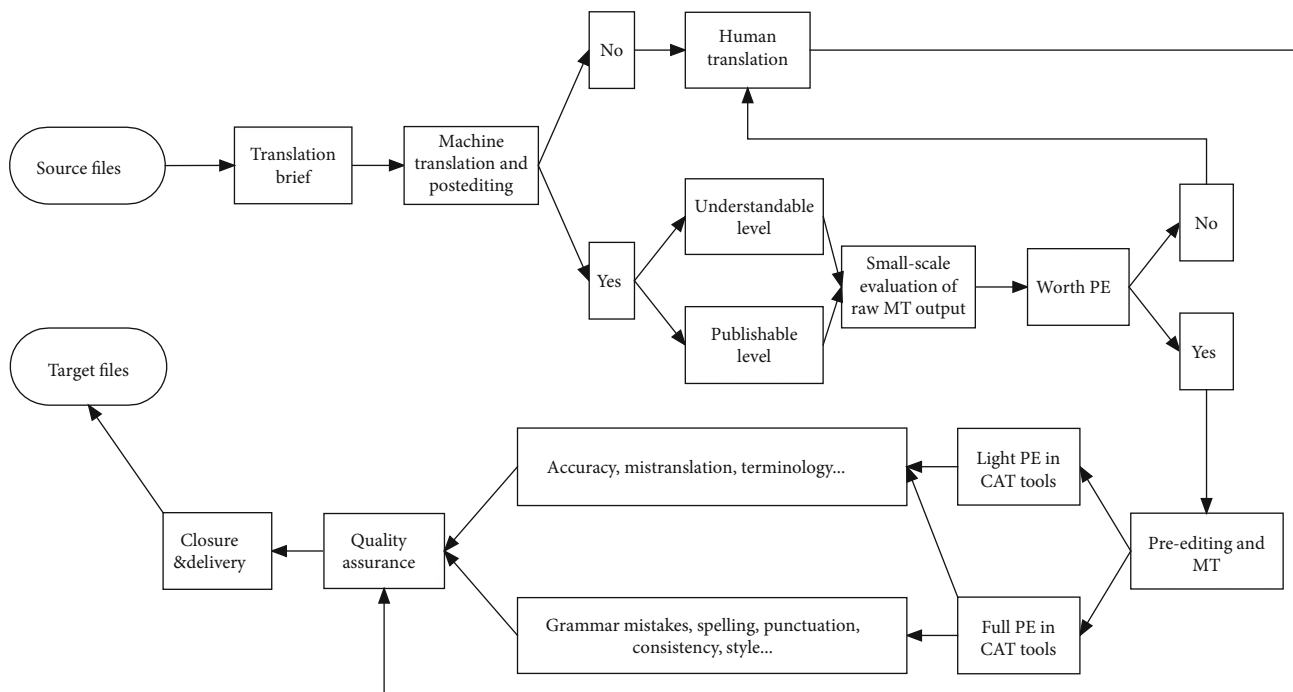 Source files
Translation
brief
Machine
translation and
postediting
No
Human
translation
Yes
Understandable
level
Publishable
level
Small-scale
evaluation of
raw MT output
Worth PE
No
Yes
Pre-editing and
MT
Light PE in
CAT tools
Full PE in
CAT tools
Accuracy, mistranslation, terminology...
Grammar mistakes, spelling, punctuation,
consistency, style...
Quality
assurance
Closure
&delivery
Target files